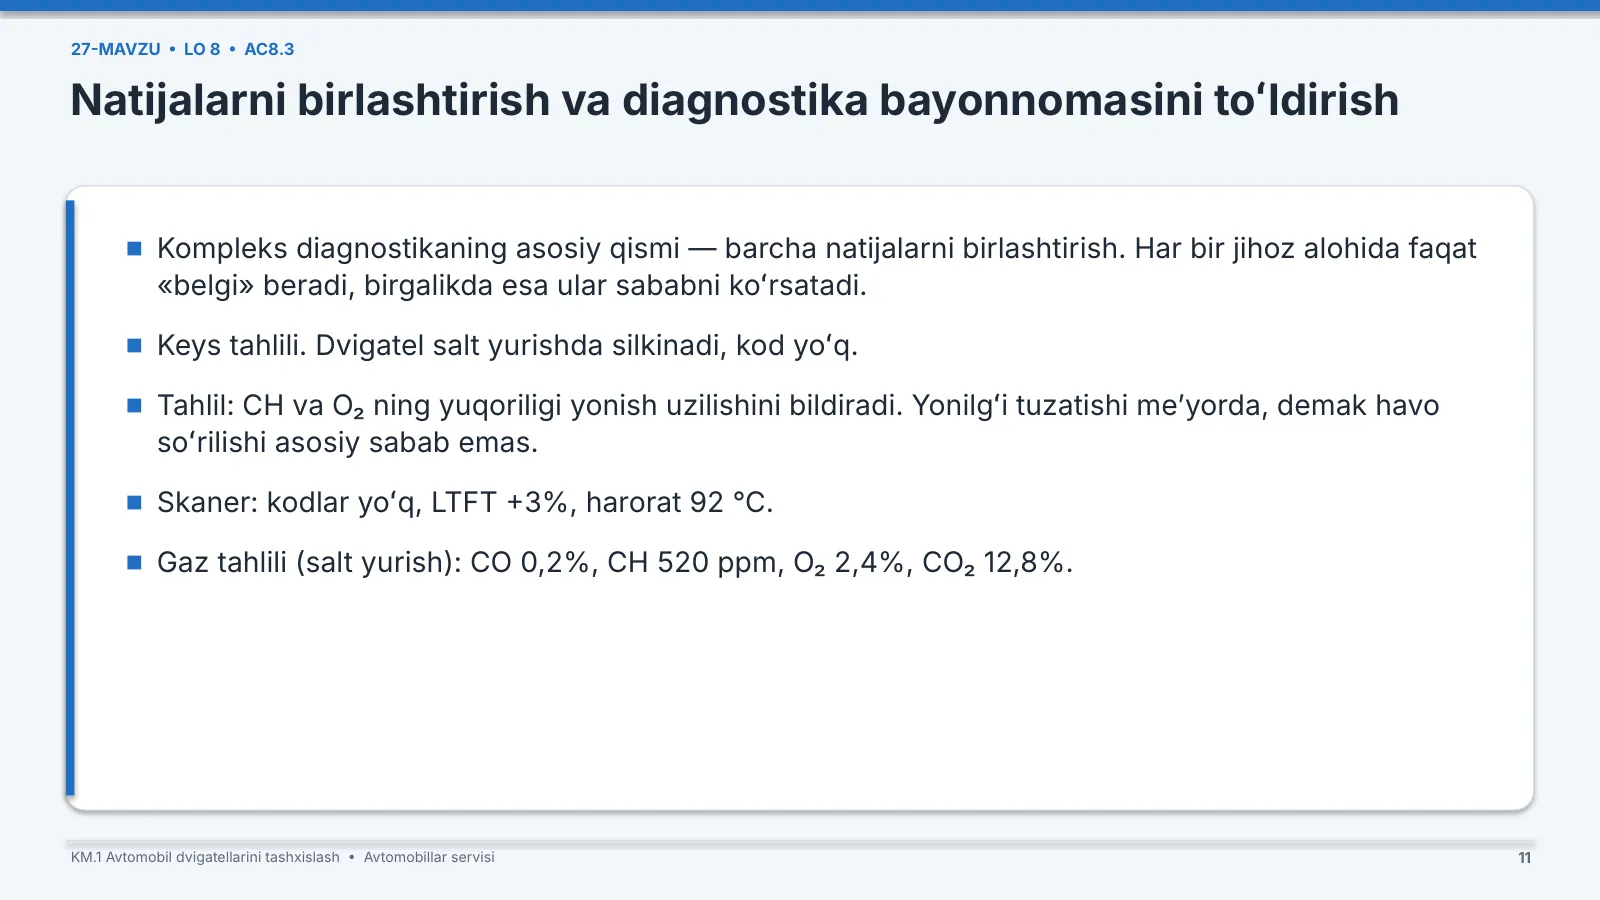 27-MAVZU • LO 8 • AC8.3
Natijalarni birlashtirish va diagnostika bayonnomasini toʻldirish
Kompleks diagnostikaning asosiy qismi — barcha natijalarni birlashtirish. Har bir jihoz alohida faqat
«belgi» beradi, birgalikda esa ular sababni koʻrsatadi.
Keys tahlili. Dvigatel salt yurishda silkinadi, kod yoʻq.
Tahlil: CH va O₂ ning yuqoriligi yonish uzilishini bildiradi. Yonilgʻi tuzatishi meʼyorda, demak havo
soʻrilishi asosiy sabab emas.
Skaner: kodlar yoʻq, LTFT +3%, harorat 92 °C.
Gaz tahlili (salt yurish): CO 0,2%, CH 520 ppm, O₂ 2,4%, CO₂ 12,8%.
KM.1 Avtomobil dvigatellarini tashxislash • Avtomobillar servisi
11